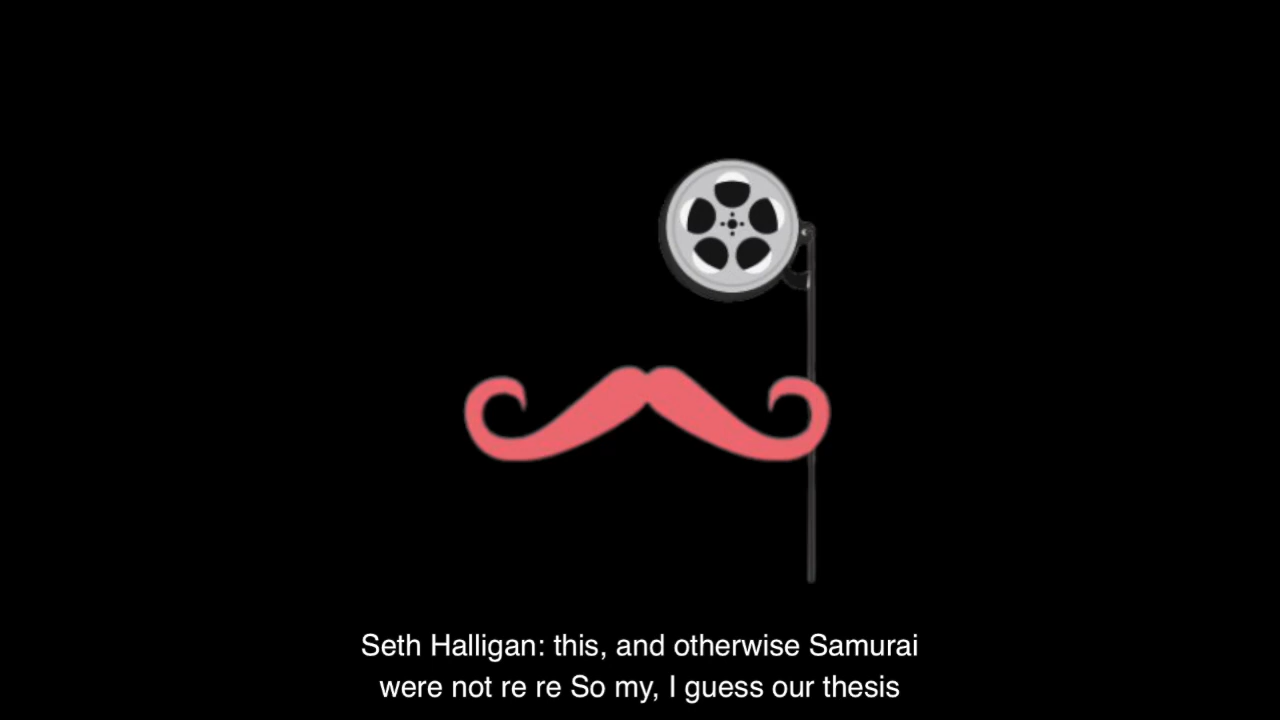 Seth Halligan: this, and otherwise Samurai
were not re re So my, I guess our thesis